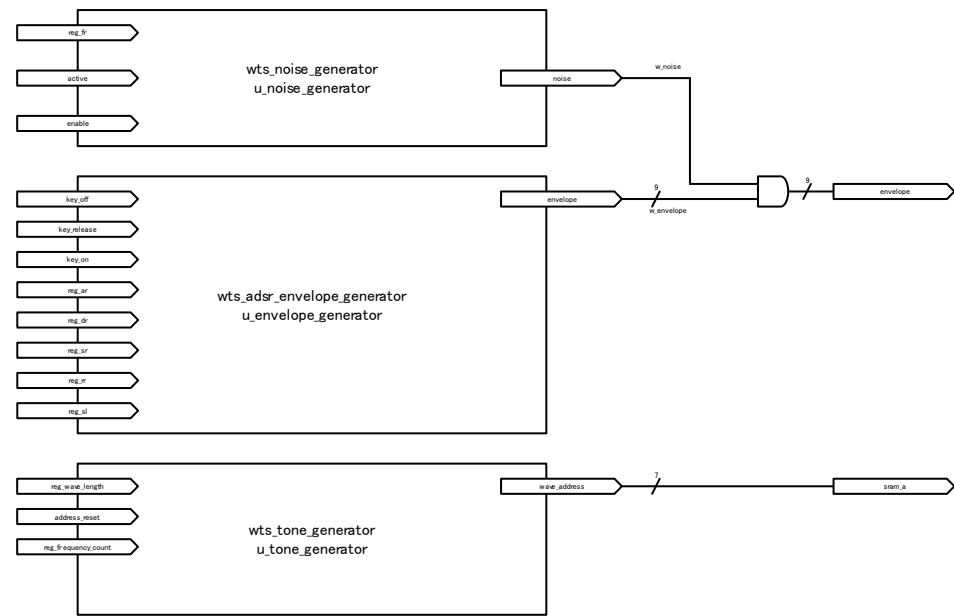 reg_fr
active
enable
wts_noise_generator
u_noise_generator
noise
w_noise
key_off
key_release
key_on
reg_ar
reg_dr
reg_sr
reg_rr
reg_sl
wts_adsr_envelope_generator
u_envelope_generator
envelope
9
w_envelope
9
envelope
reg_wave_length
address_reset
reg_frequency_count
wts_tone_generator
u_tone_generator
wave_address
7
sram_a